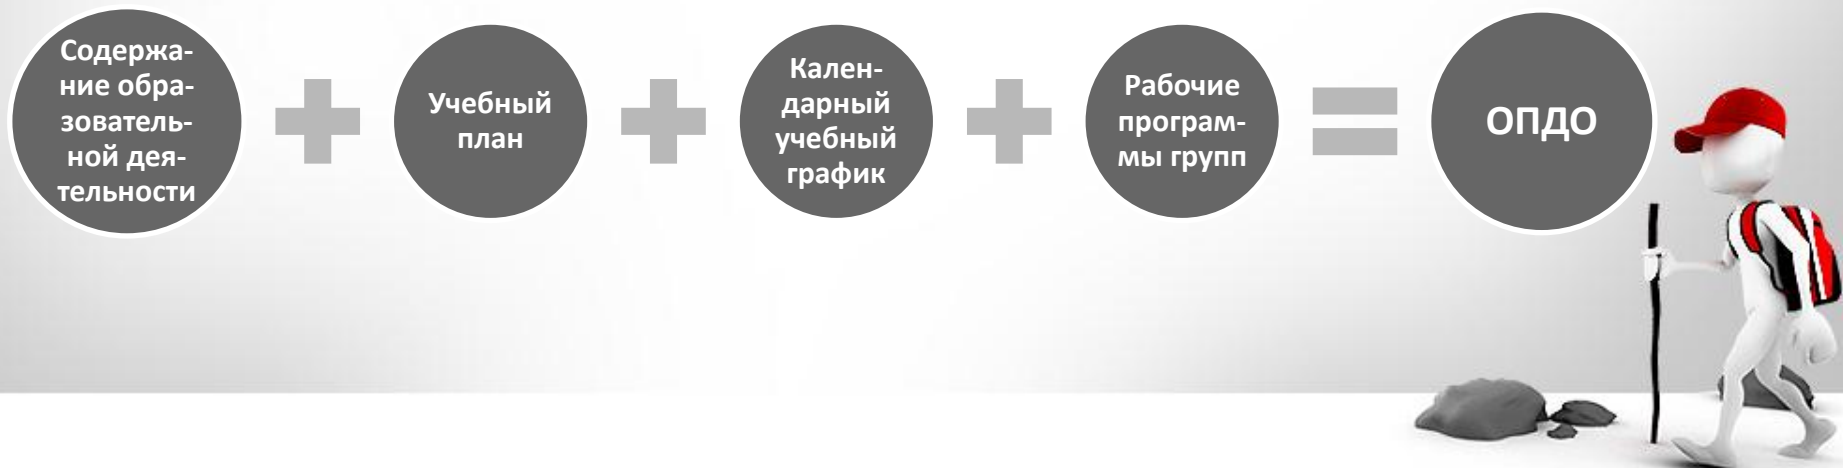 Содержа-
ние обра-
зователь-
ной дея-
тельности
Учебный
план
Кален-
дарный
учебный
график
Рабочие
програм-
мы групп
ОПДО